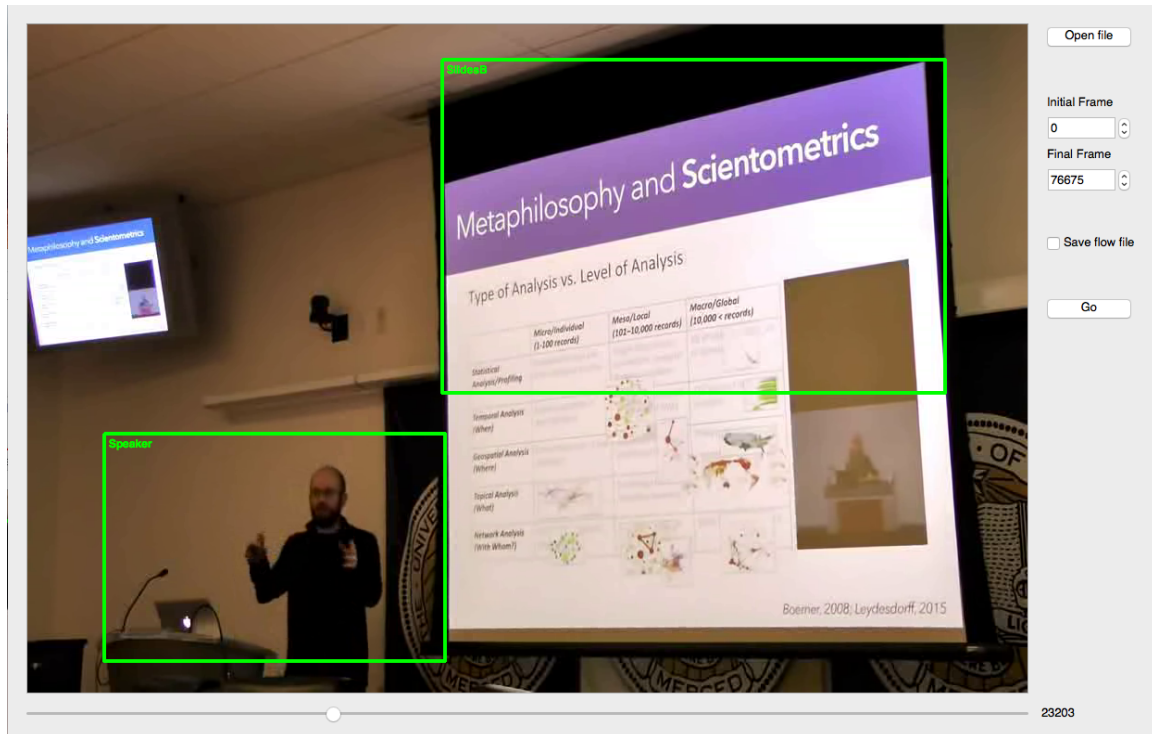 Open file
Initial Frame
0
Final Frame
76675
Save flow file
Go
SlidesB
Metaphilosophy and Scientometrics
Type of Analysis vs. Level of Analysis
Micro/Individual
(1-100 records)
Meso/Local
(101–10,000 records)
Macro/Global
(10,000 < records)
Statistical
Analysis/Profiling
Temporal Analysis
(When)
Geospatial Analysis
(Where)
Topical Analysis
(What)
Network Analysis
(With Whom?)
Boerner, 2008; Leydesdorff, 2015
Metaphilosophy and Scientometrics
Speaker
OF
MERCED
MERCED
23203